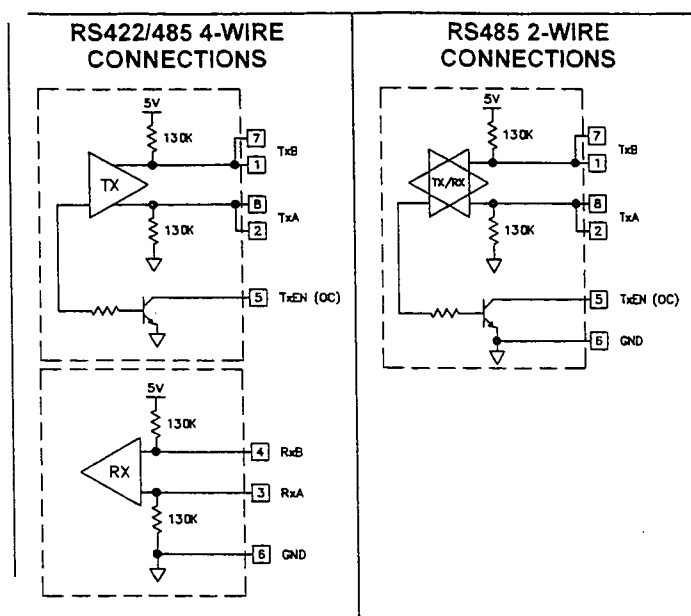 RS422/485 4-WIRE
CONNECTIONS
5V
130K
7
TxB
1
TX
8
TxA
2
130K
5 TxEN (OC)
5V
130K
4 RxB
RX
3 RxA
130K
6 GND
RS485 2-WIRE
CONNECTIONS
5V
130K
7
TxB
1
TX/RX
8
TxA
2
130K
5 TxEN (OC)
6 GND